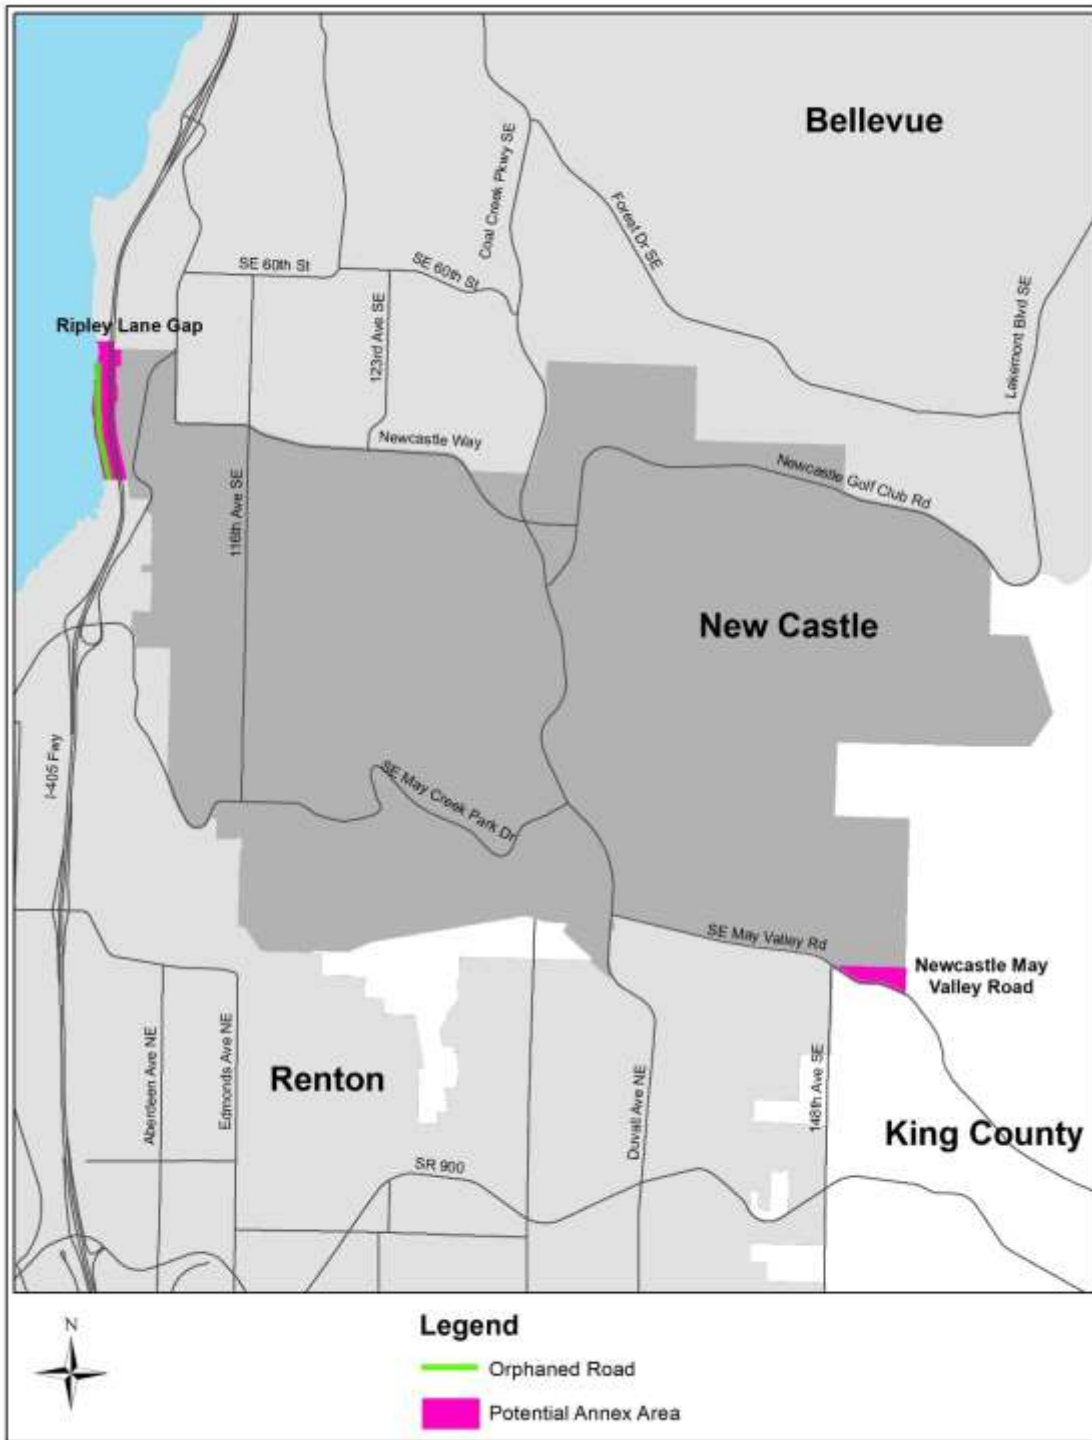 Bellevue
Coal Creek Pkwy SE
Forest Dr SE
SE 60th St
SE 60th St
Lakemont Blvd SE
Ripley Lane Gap
123rd Ave SE
Newcastle Way
Newcastle Golf Club Rd
116th Ave SE
New Castle
I-405 Fwy
SE May Creek Park Dr
SE May Valley Rd
Newcastle May
Valley Road
Aberdeen Ave NE
Edmonds Ave NE
Renton
Duvall Ave NE
148th Ave SE
King County
SR 900
N
Legend
Orphaned Road
Potential Annex Area